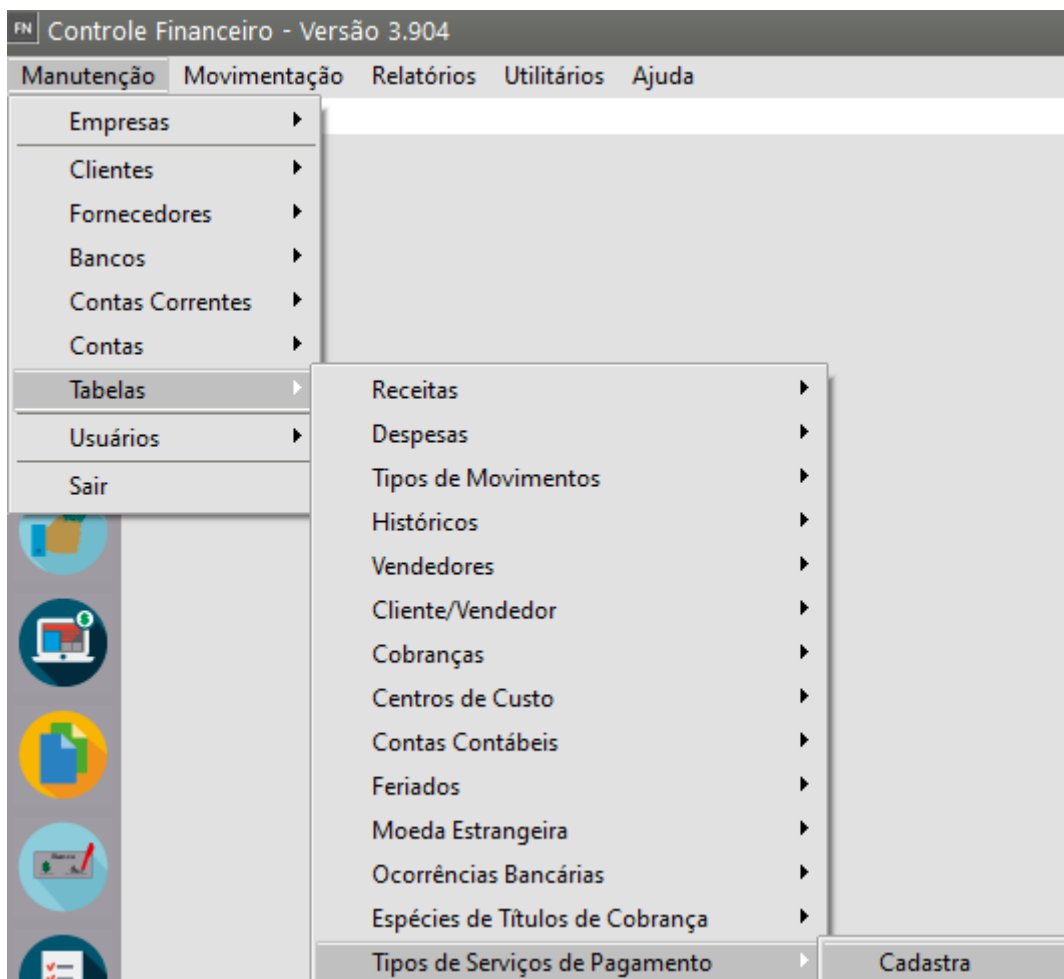 FN Controle Financeiro - Versão 3.904
Manutenção Movimentação Relatórios Utilitários Ajuda
Empresas
Clientes
Fornecedores
Bancos
Contas Correntes
Contas
Tabelas
Usuários
Sair
Receitas
Despesas
Tipos de Movimentos
Históricos
Vendedores
Cliente/Vendedor
Cobranças
Centros de Custo
Contas Contábeis
Feriados
Moeda Estrangeira
Ocorrências Bancárias
Espécies de Títulos de Cobrança
Tipos de Serviços de Pagamento
Cadastra